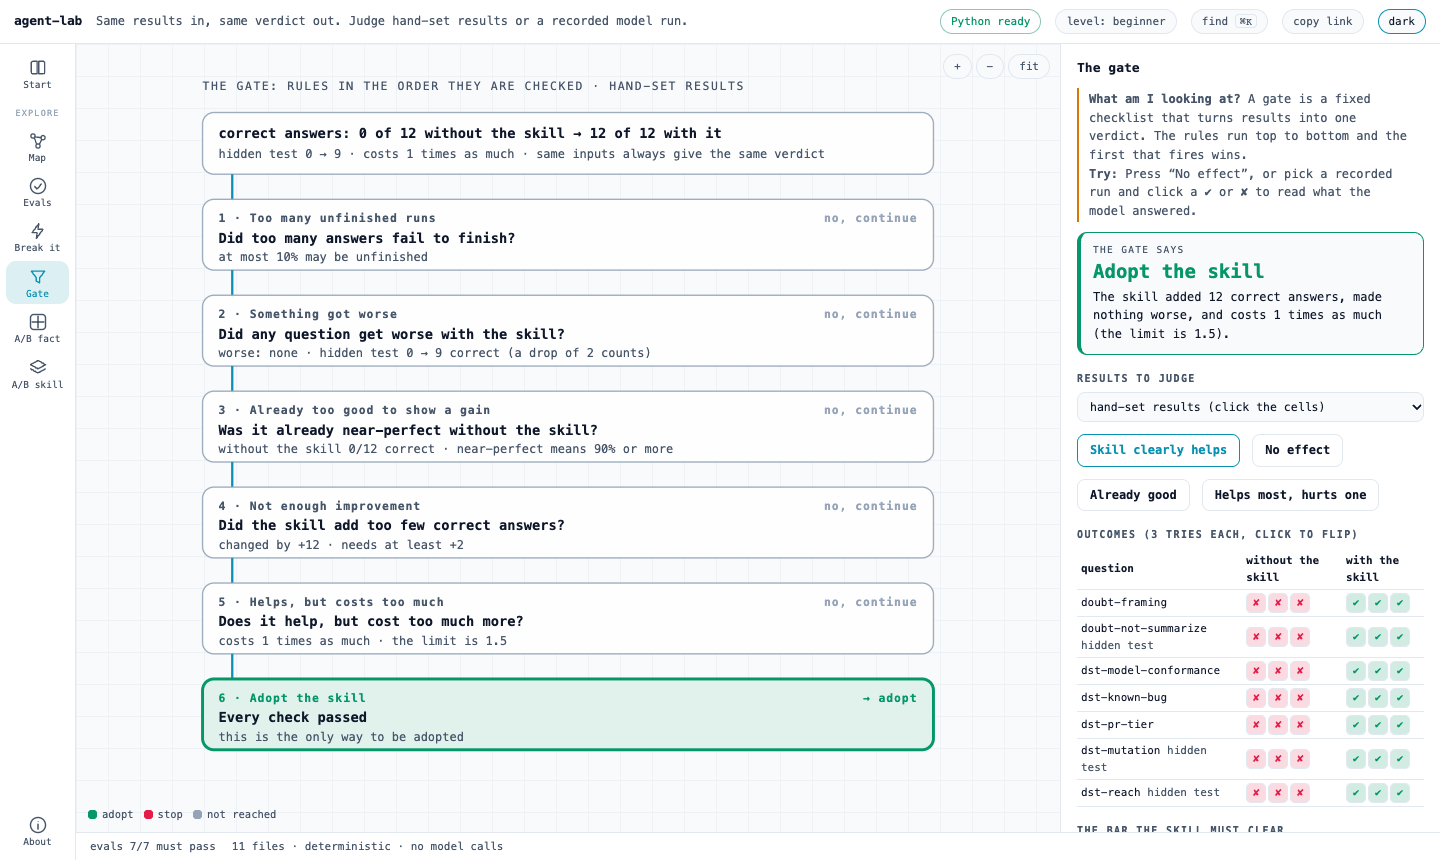 agent-lab Same results in, same verdict out. Judge hand-set results or a recorded model run.
Python ready
level: beginner
find ⌘K
copy link
dark
Start
EXPLORE
Map
Evals
Break it
Gate
A/B fact
A/B skill
About
+
−
fit
THE GATE: RULES IN THE ORDER THEY ARE CHECKED · HAND-SET RESULTS
correct answers: 0 of 12 without the skill → 12 of 12 with it
hidden test 0 → 9 · costs 1 times as much · same inputs always give the same verdict
1 · Too many unfinished runs no, continue
Did too many answers fail to finish?
at most 10% may be unfinished
2 · Something got worse no, continue
Did any question get worse with the skill?
worse: none · hidden test 0 → 9 correct (a drop of 2 counts)
3 · Already too good to show a gain no, continue
Was it already near-perfect without the skill?
without the skill 0/12 correct · near-perfect means 90% or more
4 · Not enough improvement no, continue
Did the skill add too few correct answers?
changed by +12 · needs at least +2
5 · Helps, but costs too much no, continue
Does it help, but cost too much more?
costs 1 times as much · the limit is 1.5
6 · Adopt the skill → adopt
Every check passed
this is the only way to be adopted
adopt stop not reached
evals 7/7 must pass 11 files · deterministic · no model calls
The gate
What am I looking at? A gate is a fixed
checklist that turns results into one
verdict. The rules run top to bottom and the
first that fires wins.
Try: Press “No effect”, or pick a recorded
run and click a ✔ or ✘ to read what the
model answered.
THE GATE SAYS
Adopt the skill
The skill added 12 correct answers, made
nothing worse, and costs 1 times as much
(the limit is 1.5).
RESULTS TO JUDGE
hand-set results (click the cells)
Skill clearly helps No effect
Already good Helps most, hurts one
OUTCOMES (3 TRIES EACH, CLICK TO FLIP)
question without the skill with the skill
doubt-framing ✘ ✘ ✘ ✔ ✔ ✔
doubt-not-summarize hidden test ✘ ✘ ✘ ✔ ✔ ✔
dst-model-conformance ✘ ✘ ✘ ✔ ✔ ✔
dst-known-bug ✘ ✘ ✘ ✔ ✔ ✔
dst-pr-tier ✘ ✘ ✘ ✔ ✔ ✔
dst-mutation hidden test ✘ ✘ ✘ ✔ ✔ ✔
dst-reach hidden test ✘ ✘ ✘ ✔ ✔ ✔
THE BAR THE SKILL MUST CLEAR